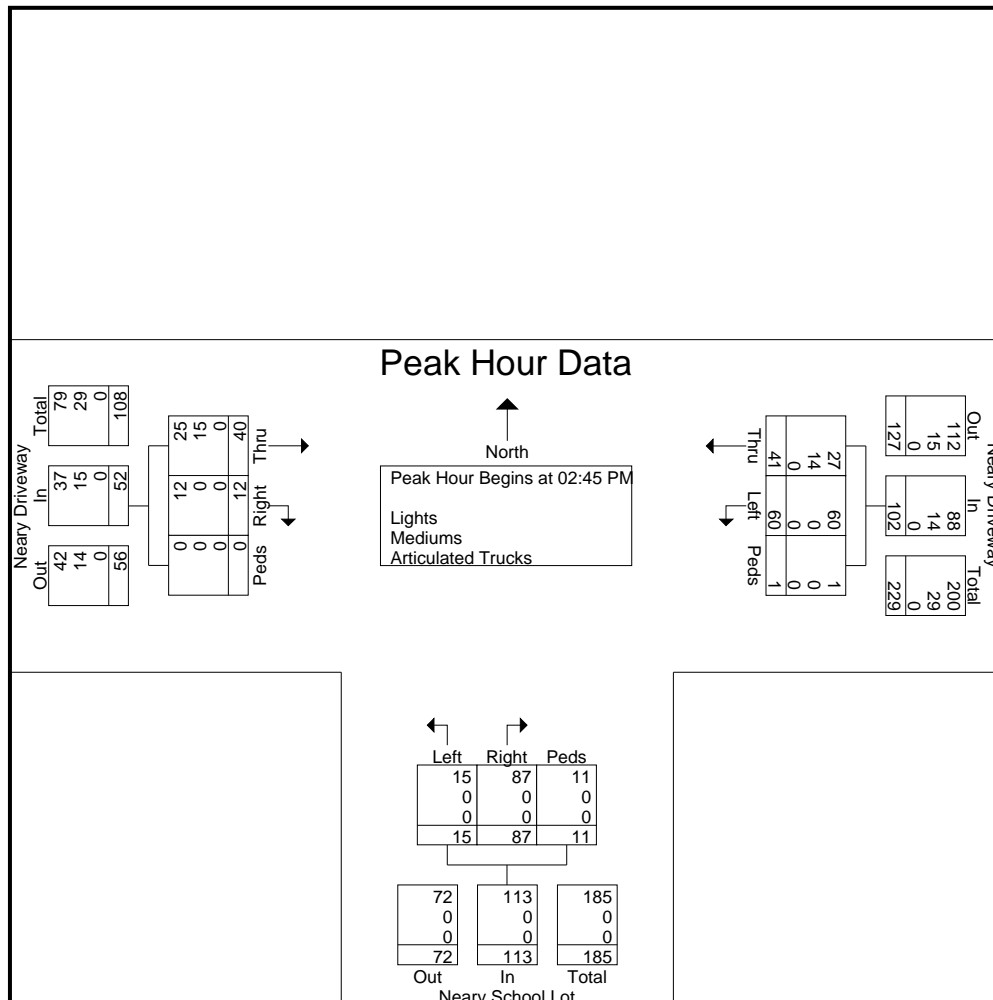 Peak Hour Data
North
Peak Hour Begins at 02:45 PM
Lights
Mediums
Articulated Trucks
Neary Driveway
Total
79
29
0
108
In
37
15
0
52
Out
42
14
0
56
Thru
25
15
0
40
Right
12
0
0
12
Peds
0
0
0
0
Thru
27
14
0
41
Left
60
0
0
60
Peds
1
0
0
1
Neary Driveway
Out
112
15
0
127
In
88
14
0
102
Total
200
29
0
229
Left Right Peds
15 87 11
0 0 0
0 0 0
15 87 11
72 113 185
0 0 0
0 0 0
72 113 185
Out In Total
Neary School Lot